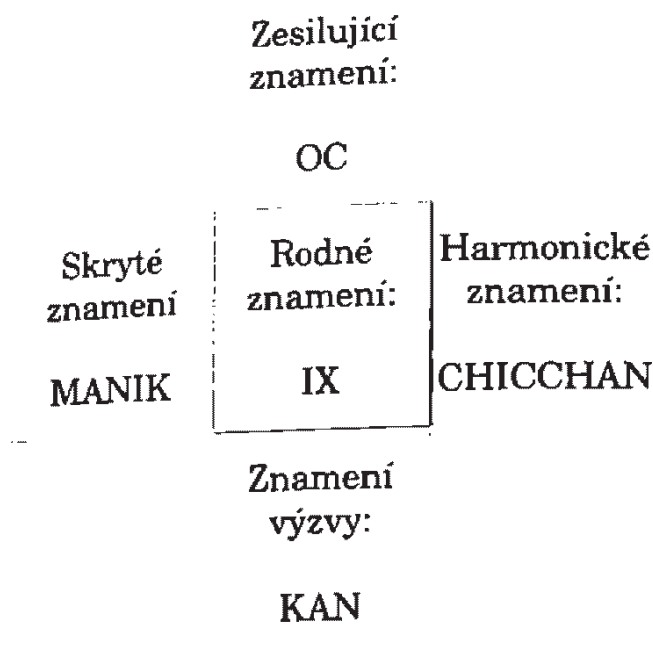 Zesilující
znamení:
OC
Skryté
znamení
MANIK
Rodné
znamení:
IX
Harmonické
znamení:
CHICCHAN
Znamení
výzvy:
KAN